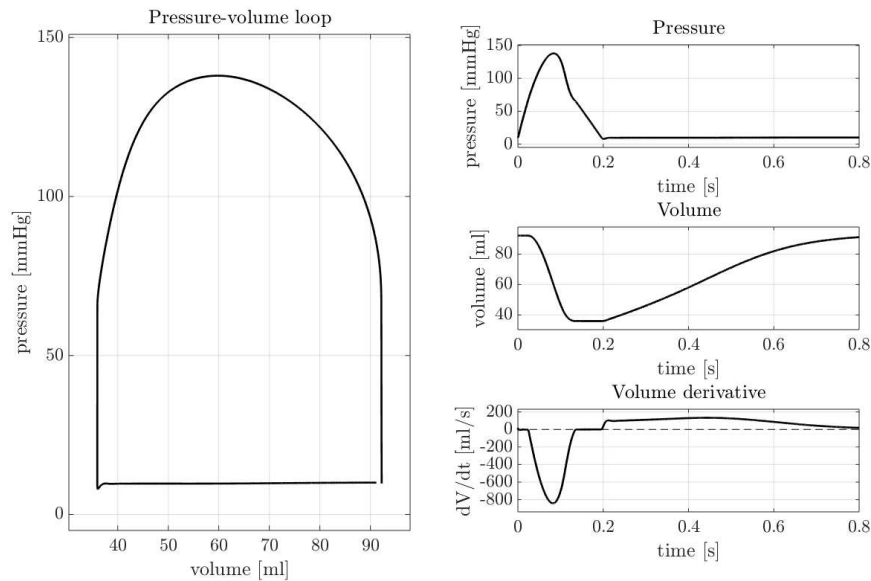 Pressure-volume loop
150
100
50
0
pressure [mmHg]
40 50 60 70 80 90
volume [ml]
Pressure
150
100
50
0
pressure [mmHg]
0 0.2 0.4 0.6 0.8
time [s]
Volume
80
60
40
volume [ml]
0 0.2 0.4 0.6 0.8
time [s]
Volume derivative
200
0
-200
-400
-600
-800
dV/dt [ml/s]
0 0.2 0.4 0.6 0.8
time [s]